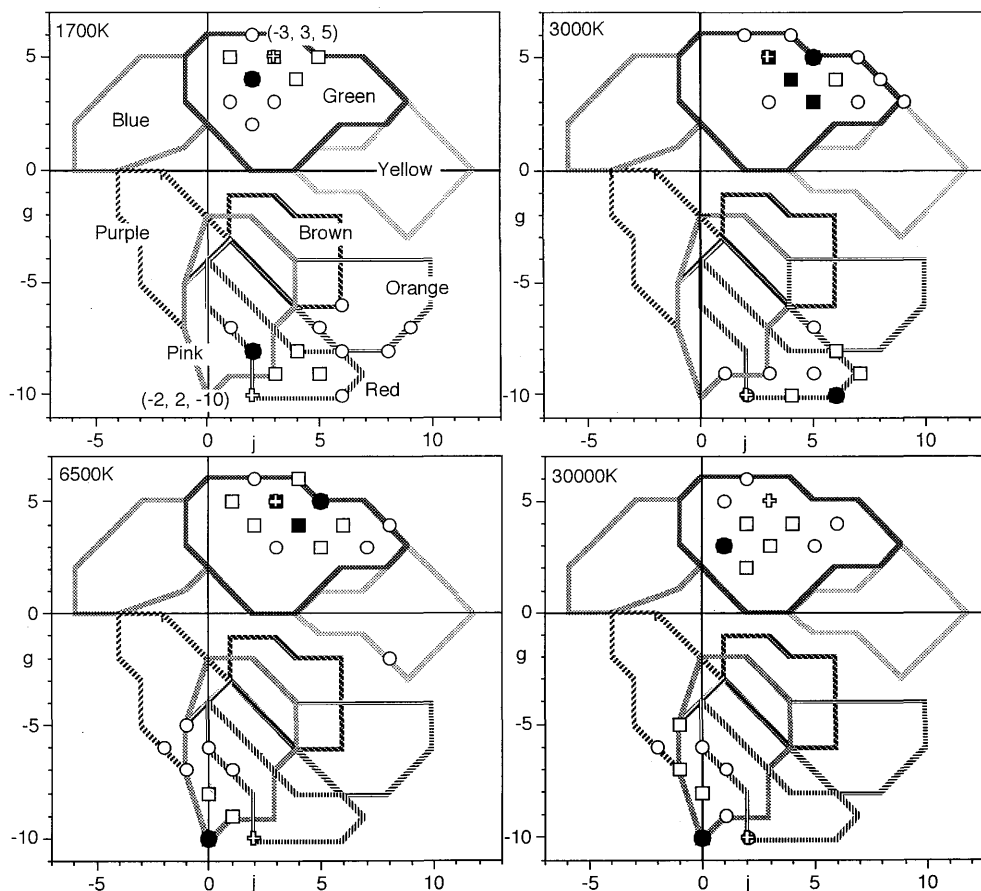 1700K
(-3, 3, 5)
Blue
Green
Yellow
Purple
Brown
Orange
Pink
Red
(-2, 2, -10)
5
0
g
-5
-10
-5 0 j 5 10
3000K
5
0
g
-5
-10
-5 0 j 5 10
6500K
5
0
g
-5
-10
-5 0 j 5 10
30000K
5
0
g
-5
-10
-5 0 j 5 10